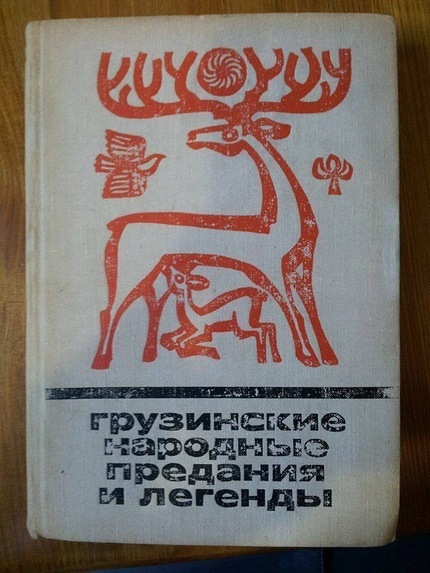 грузинские
народные
предания
и легенды